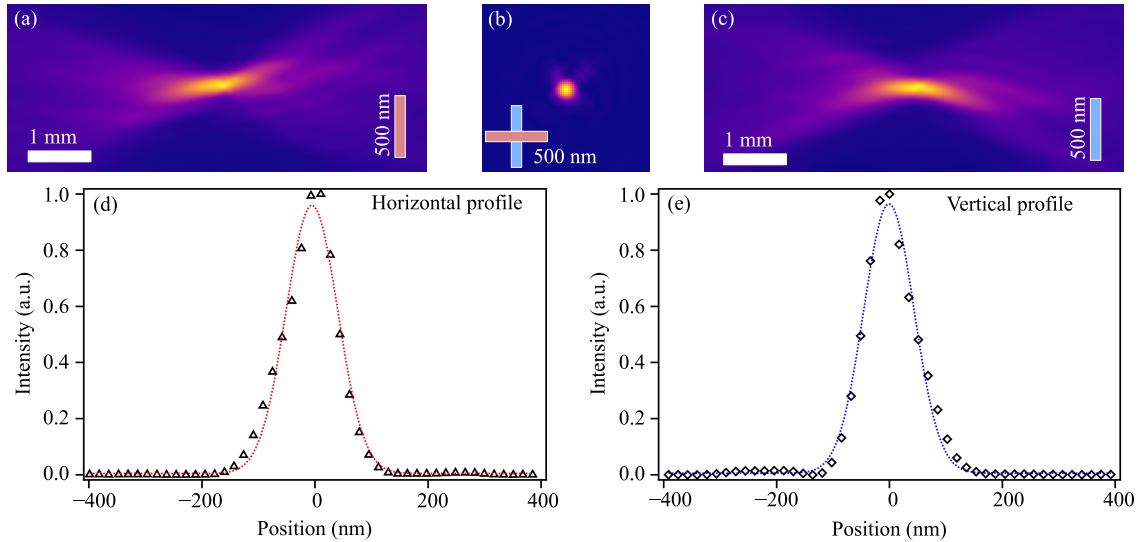 (a)
1 mm
500 nm
(b)
500 nm
(c)
1 mm
500 nm
(d)
Horizontal profile
1.0
0.8
0.6
0.4
0.2
0.0
Intensity (a.u.)
−400
−200
0
200
400
Position (nm)
(e)
Vertical profile
1.0
0.8
0.6
0.4
0.2
0.0
Intensity (a.u.)
−400
−200
0
200
400
Position (nm)